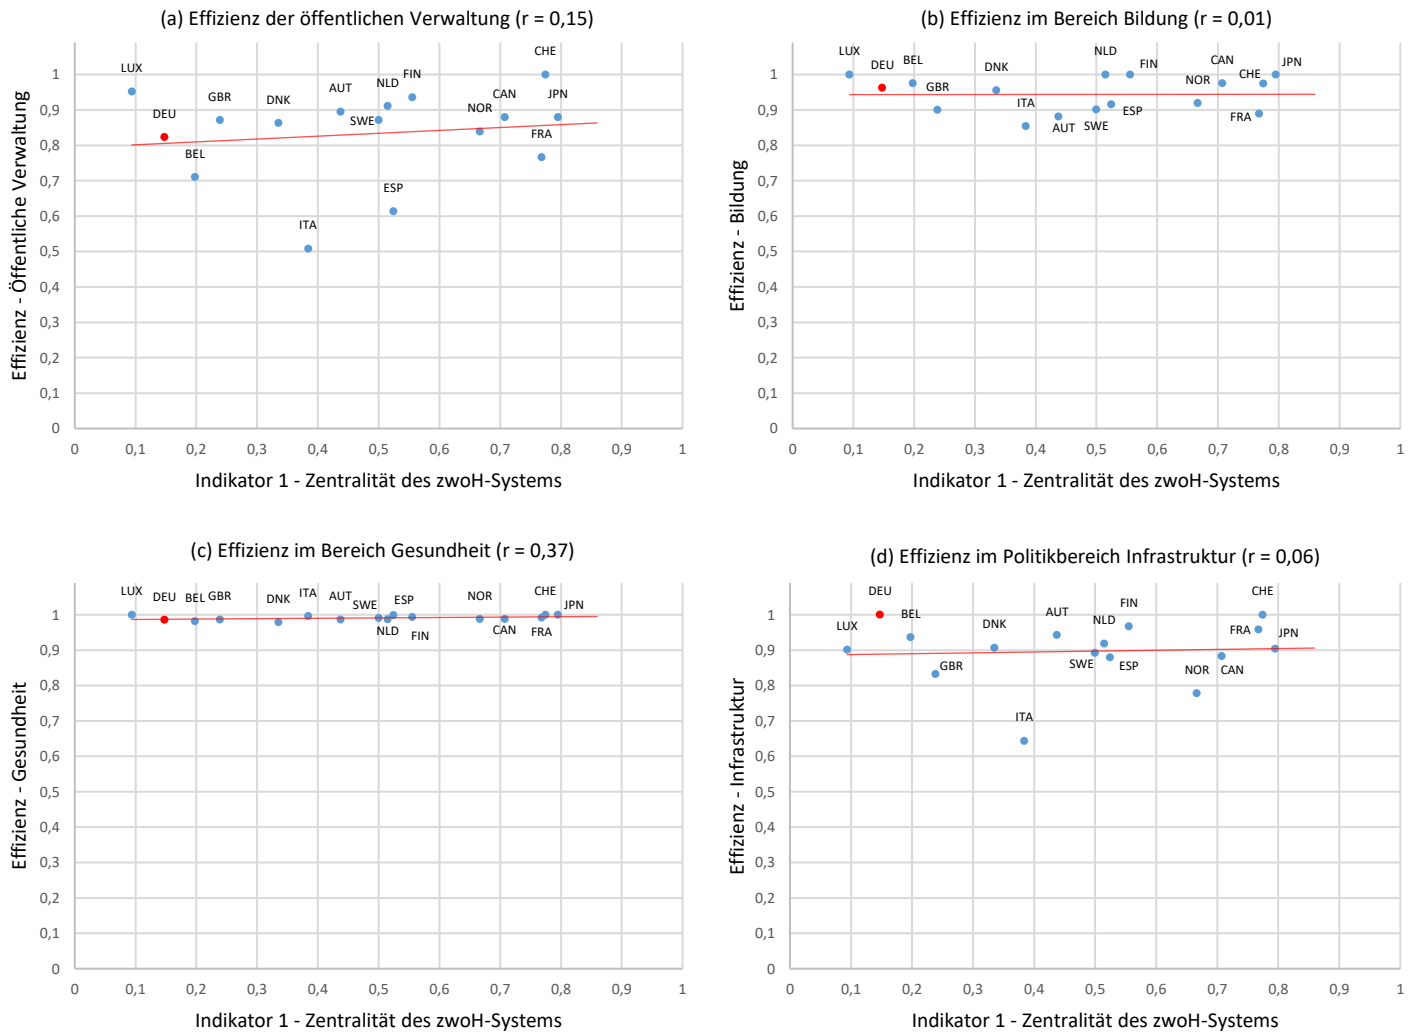 (a) Effizienz der öffentlichen Verwaltung (r = 0,15)
Effizienz - Öffentliche Verwaltung
1
0,9
0,8
0,7
0,6
0,5
0,4
0,3
0,2
0,1
0
LUX
DEU
BEL
GBR
DNK
ITA
AUT
SWE
NLD
ESP
FIN
NOR
CAN
FRA
CHE
JPN
0 0,1 0,2 0,3 0,4 0,5 0,6 0,7 0,8 0,9 1
Indikator 1 - Zentralität des zwoH-Systems
(b) Effizienz im Bereich Bildung (r = 0,01)
Effizienz - Bildung
1
0,9
0,8
0,7
0,6
0,5
0,4
0,3
0,2
0,1
0
LUX
DEU
BEL
GBR
DNK
ITA
AUT
SWE
NLD
ESP
FIN
NOR
CAN
FRA
CHE
JPN
0 0,1 0,2 0,3 0,4 0,5 0,6 0,7 0,8 0,9 1
Indikator 1 - Zentralität des zwoH-Systems
(c) Effizienz im Bereich Gesundheit (r = 0,37)
Effizienz - Gesundheit
1
0,9
0,8
0,7
0,6
0,5
0,4
0,3
0,2
0,1
0
LUX
DEU
BEL
GBR
DNK
ITA
AUT
SWE
NLD
ESP
FIN
NOR
CAN
FRA
CHE
JPN
0 0,1 0,2 0,3 0,4 0,5 0,6 0,7 0,8 0,9 1
Indikator 1 - Zentralität des zwoH-Systems
(d) Effizienz im Politikbereich Infrastruktur (r = 0,06)
Effizienz - Infrastruktur
1
0,9
0,8
0,7
0,6
0,5
0,4
0,3
0,2
0,1
0
LUX
DEU
BEL
GBR
DNK
ITA
AUT
SWE
NLD
ESP
FIN
NOR
CAN
FRA
CHE
JPN
0 0,1 0,2 0,3 0,4 0,5 0,6 0,7 0,8 0,9 1
Indikator 1 - Zentralität des zwoH-Systems